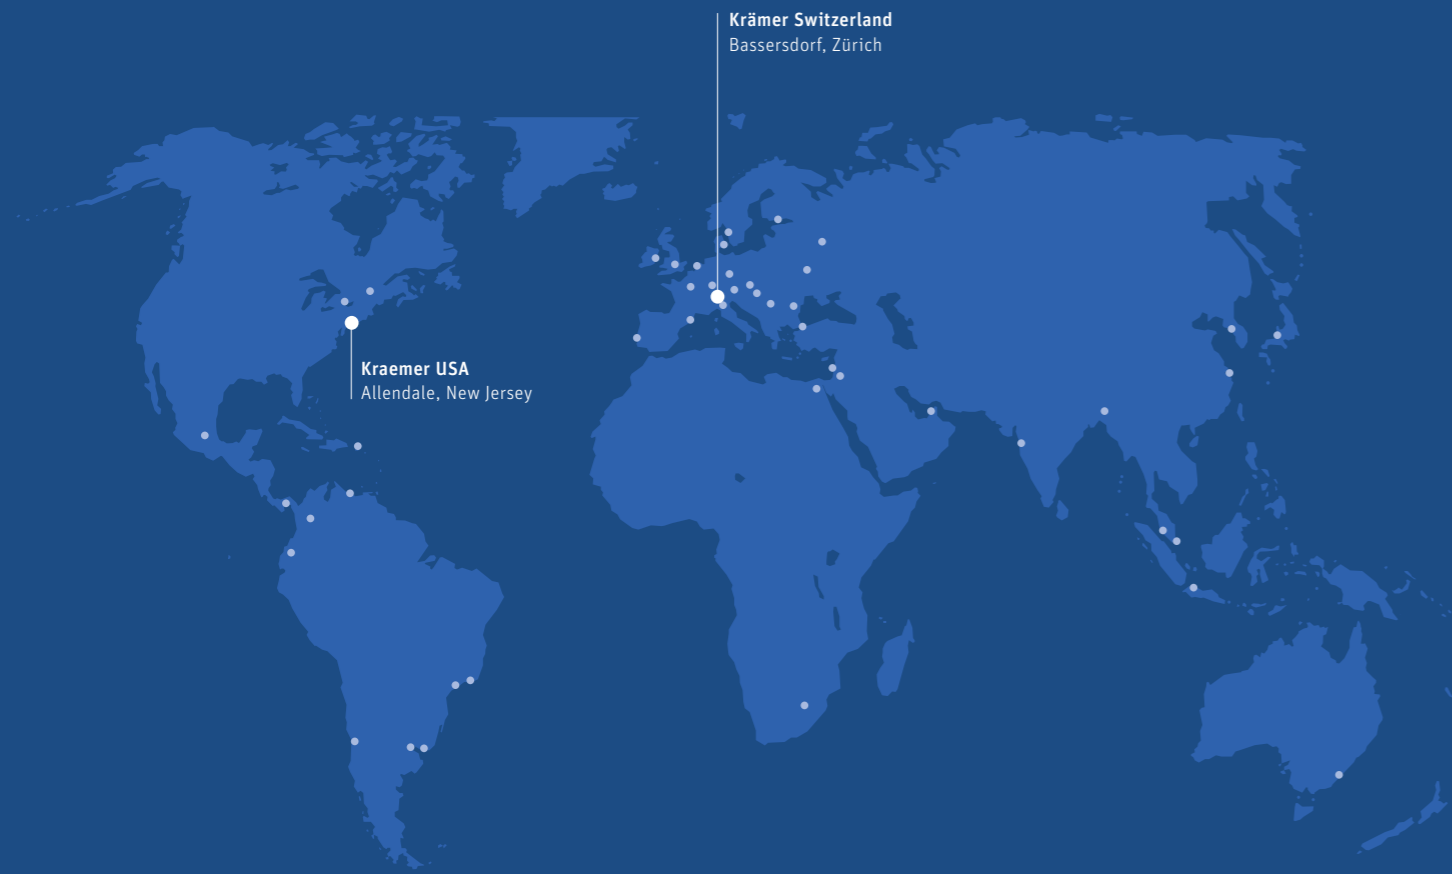 Krämer Switzerland
Bassersdorf, Zürich
Kraemer USA
Allendale, New Jersey